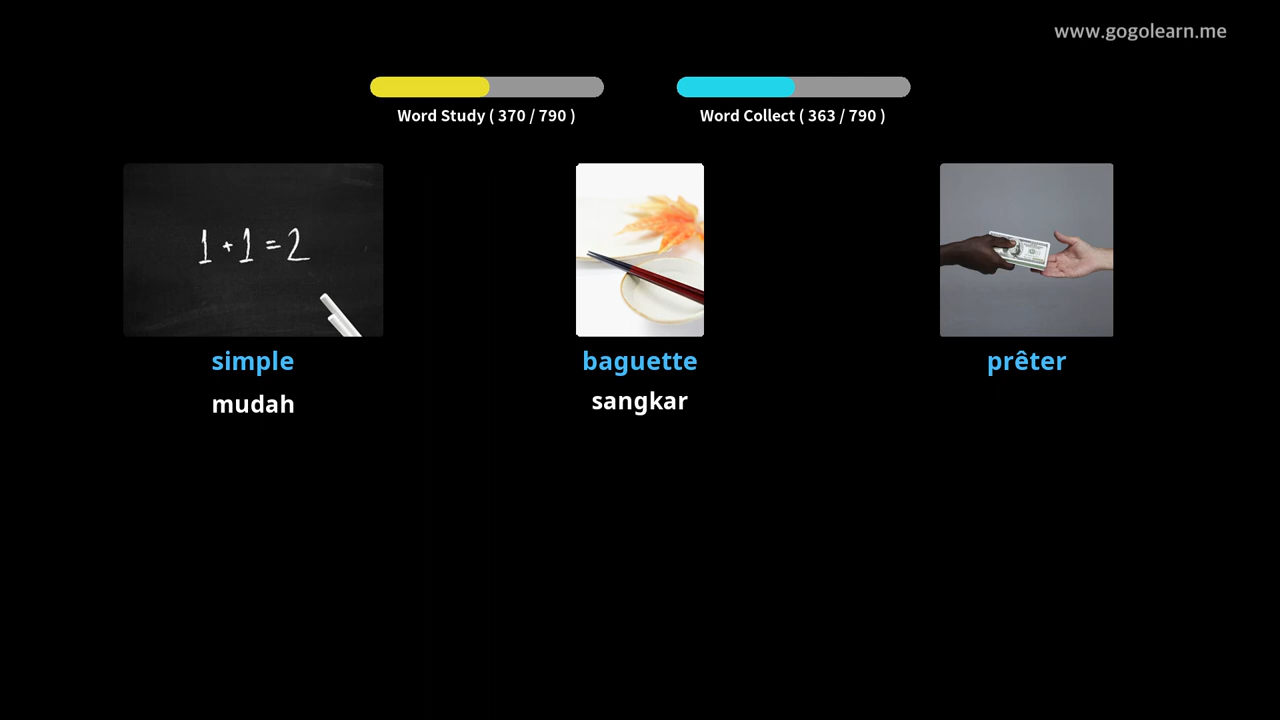 www.gogolearn.me
Word Study ( 370 / 790 )
Word Collect ( 363 / 790 )
1 + 1 = 2
simple
baguette
prêter
mudah
sangkar